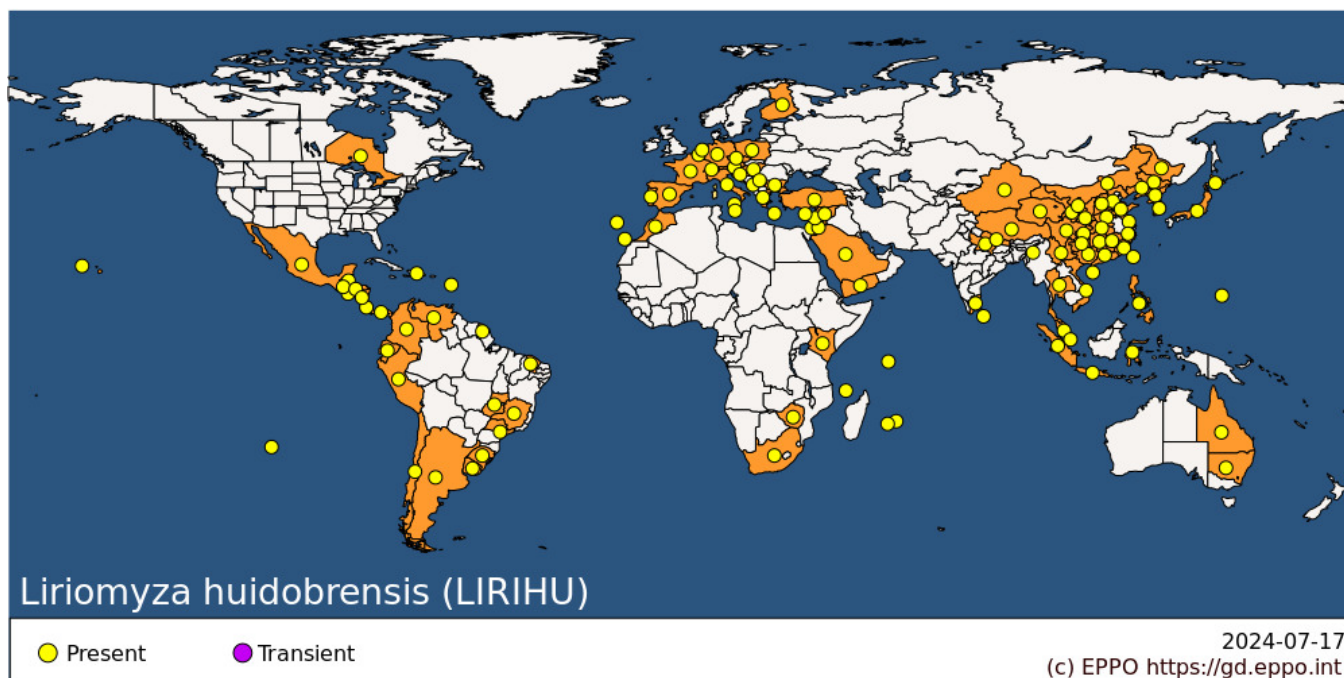 Liriomyza huidobrensis (LIRIHU)
Present
Transient
2024-07-17
(c) EPPO https://gd.eppo.int